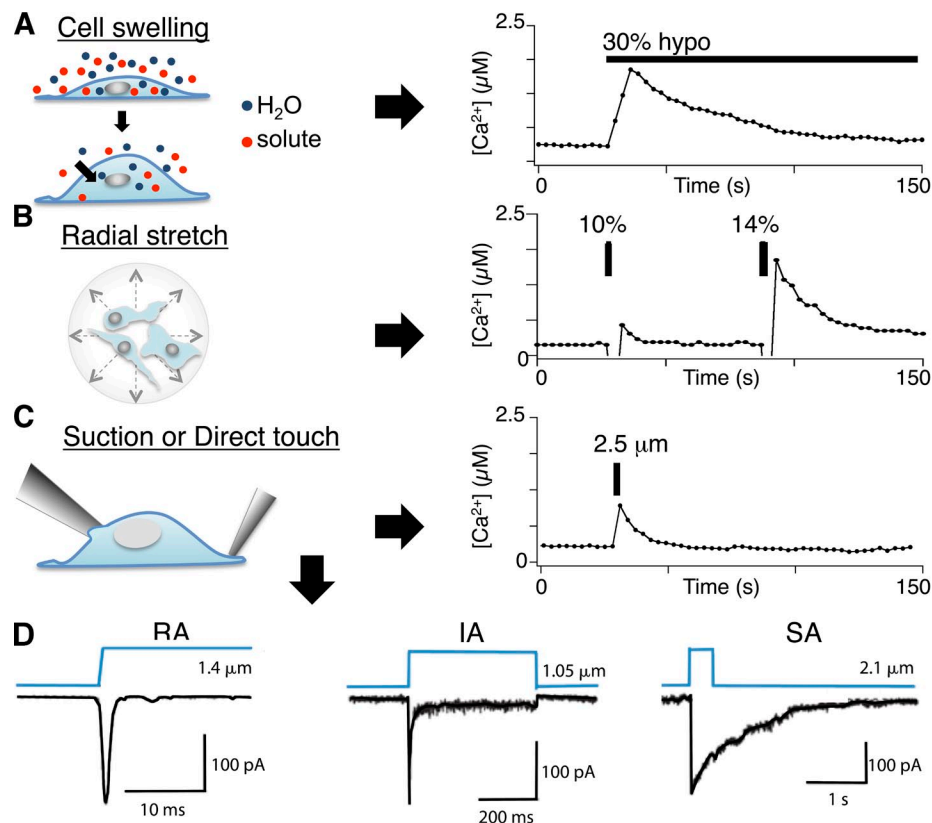 A
Cell swelling
H₂O
solute
2.5
[Ca²⁺] (μM)
30% hypo
0
Time (s)
150
B
Radial stretch
2.5
[Ca²⁺] (μM)
0
10%
14%
0
Time (s)
150
C
Suction or Direct touch
2.5
[Ca²⁺] (μM)
0
2.5 μm
0
Time (s)
150
D
RA
1.4 μm
100 pA
10 ms
IA
1.05 μm
100 pA
200 ms
SA
2.1 μm
100 pA
1 s